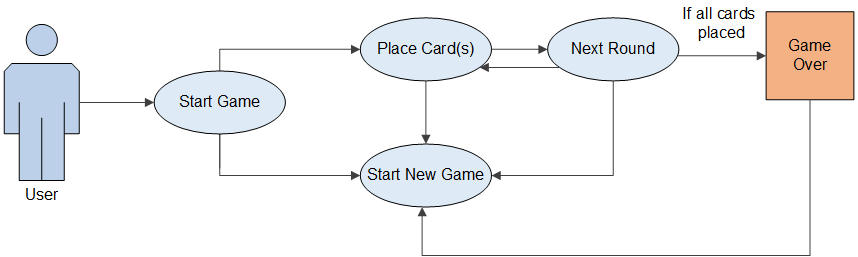 If all cards
placed
Place Card(s)
Next Round
Game
Over
Start Game
Start New Game
User